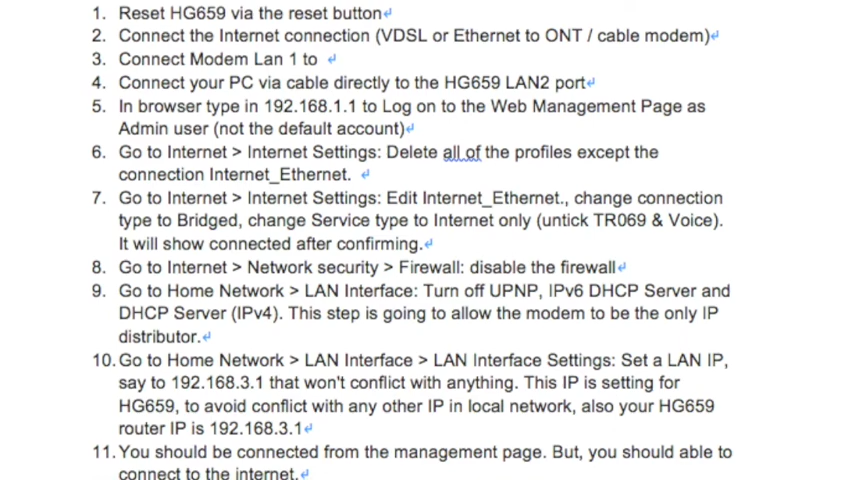 1. Reset HG659 via the reset button
2. Connect the Internet connection (VDSL or Ethernet to ONT / cable modem)
3. Connect Modem Lan 1 to
4. Connect your PC via cable directly to the HG659 LAN2 port
5. In browser type in 192.168.1.1 to Log on to the Web Management Page as
Admin user (not the default account)
6. Go to Internet > Internet Settings: Delete all of the profiles except the
connection Internet_Ethernet.
7. Go to Internet > Internet Settings: Edit Internet_Ethernet., change connection
type to Bridged, change Service type to Internet only (untick TR069 & Voice).
It will show connected after confirming.
8. Go to Internet > Network security > Firewall: disable the firewall
9. Go to Home Network > LAN Interface: Turn off UPNP, IPv6 DHCP Server and
DHCP Server (IPv4). This step is going to allow the modem to be the only IP
distributor.
10. Go to Home Network > LAN Interface > LAN Interface Settings: Set a LAN IP,
say to 192.168.3.1 that won't conflict with anything. This IP is setting for
HG659, to avoid conflict with any other IP in local network, also your HG659
router IP is 192.168.3.1
11. You should be connected from the management page. But, you should able to
connect to the internet.